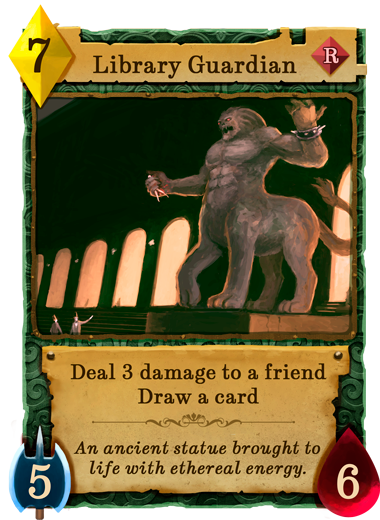 7
Library Guardian
R
Deal 3 damage to a friend
Draw a card
An ancient statue brought to
life with ethereal energy.
5
6